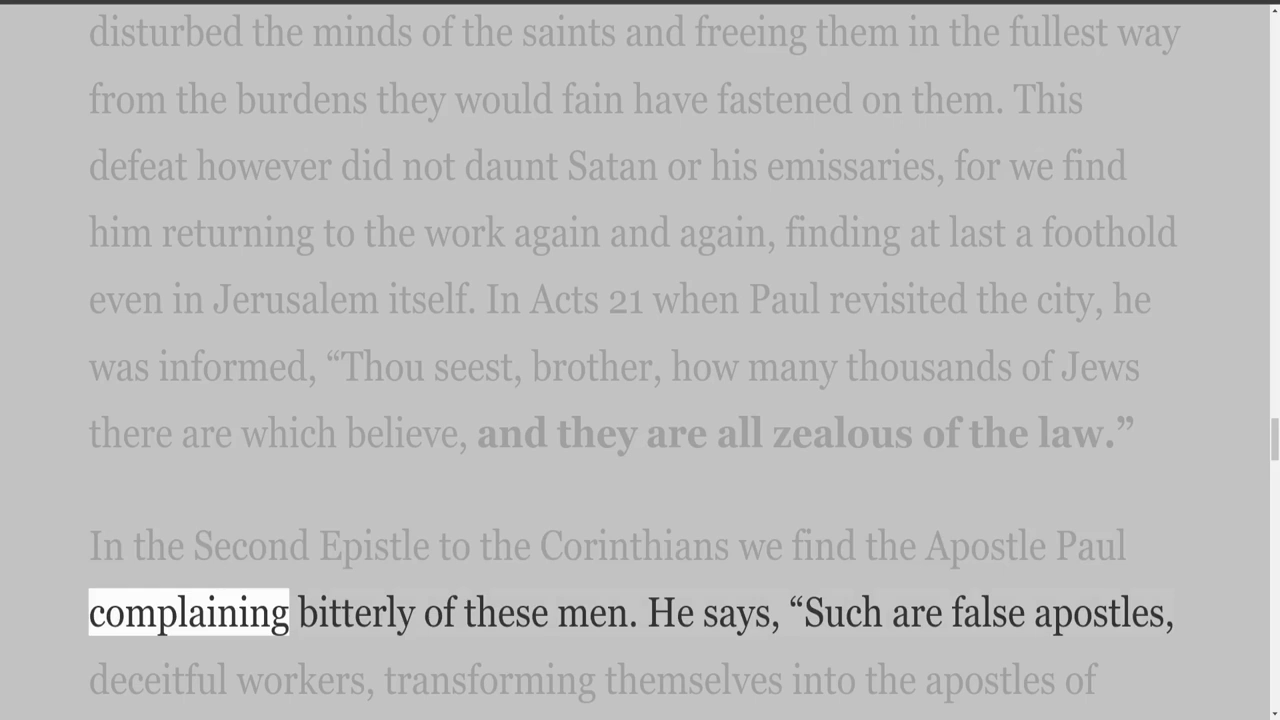 disturbed the minds of the saints and freeing them in the fullest way
from the burdens they would fain have fastened on them. This
defeat however did not daunt Satan or his emissaries, for we find
him returning to the work again and again, finding at last a foothold
even in Jerusalem itself. In Acts 21 when Paul revisited the city, he
was informed, “Thou seest, brother, how many thousands of Jews
there are which believe, and they are all zealous of the law.”
In the Second Epistle to the Corinthians we find the Apostle Paul
complaining bitterly of these men. He says, “Such are false apostles,
deceitful workers, transforming themselves into the apostles of